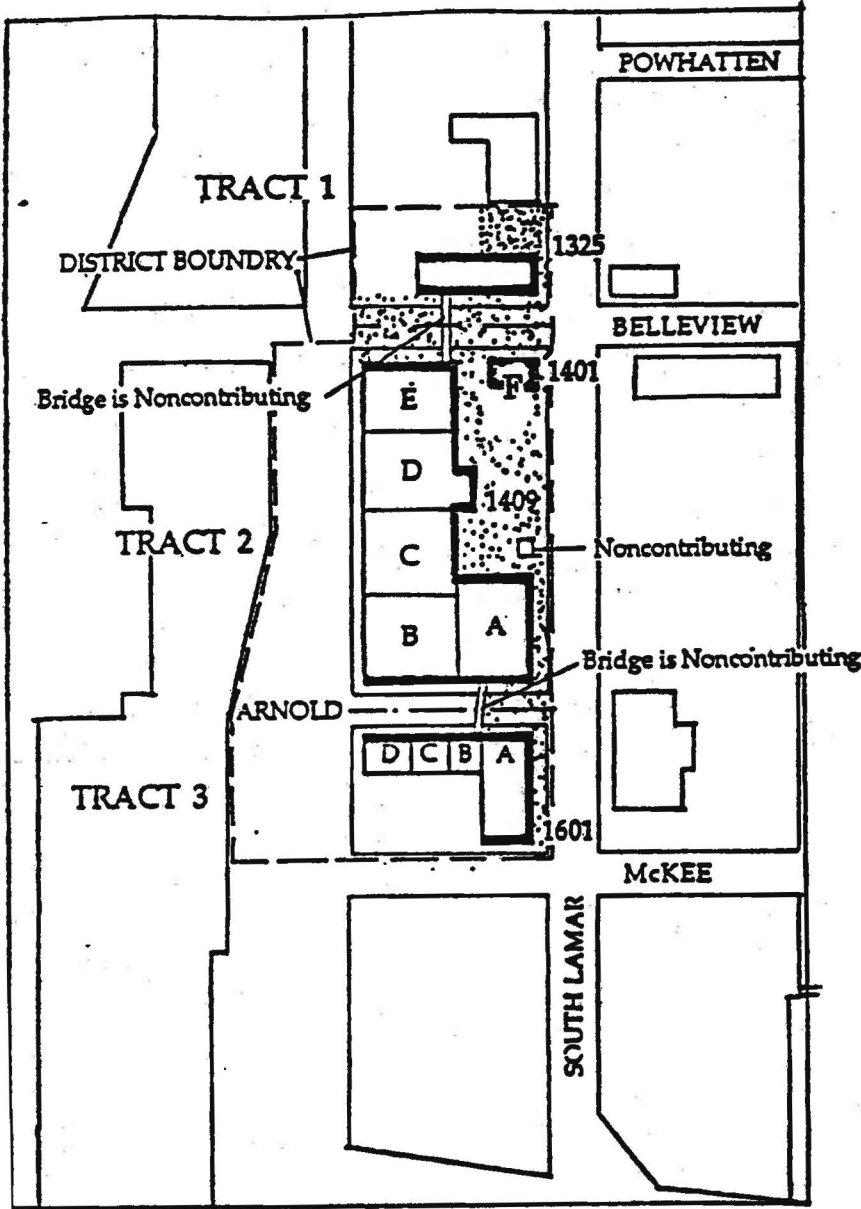 POWHATTEN
TRACT 1
1325
DISTRICT BOUNDRY
BELLEVIEW
1401
F
Bridge is Noncontributing
E
D
1409
TRACT 2
Noncontributing
C
B
A
Bridge is Noncontributing
ARNOLD
D C B A
TRACT 3
1601
McKEE
SOUTH LAMAR